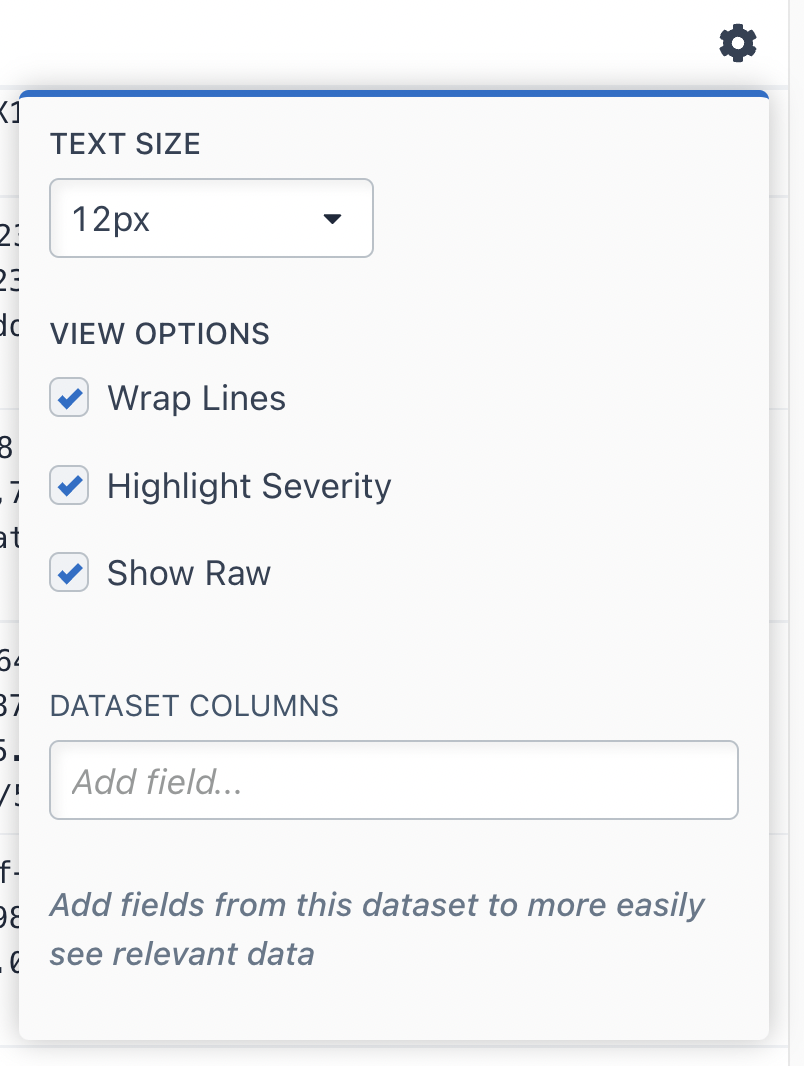 TEXT SIZE
12px
VIEW OPTIONS
Wrap Lines
Highlight Severity
Show Raw
DATASET COLUMNS
Add field...
Add fields from this dataset to more easily
see relevant data